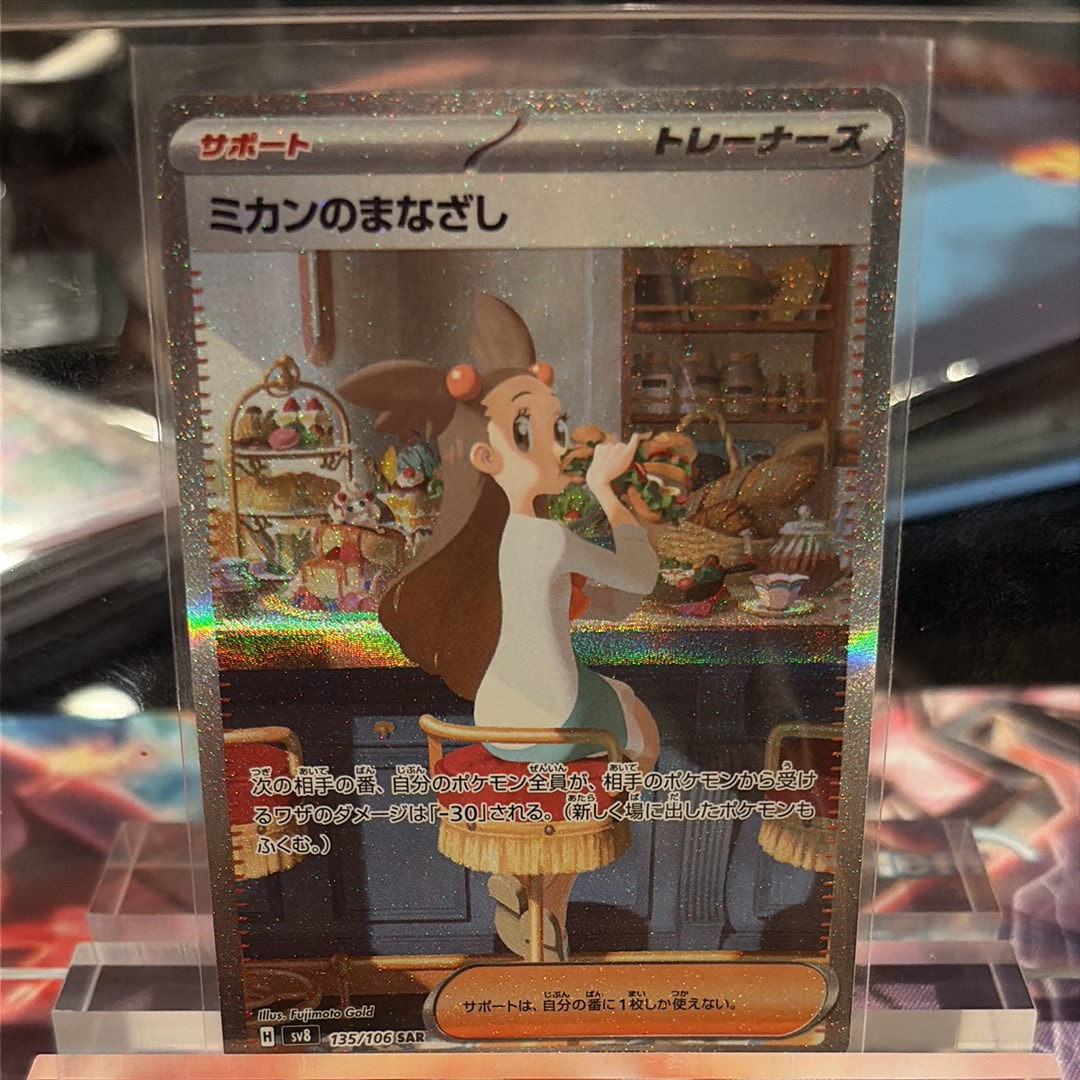 サポート
トレーナーズ
ミカンのまなざし
次の相手の番、自分のポケモン全員が、相手のポケモンから受け
るワザのダメージは「-30」される。（新しく場に出したポケモンも
ふくむ。）
サポートは、自分の番に1枚しか使えない。
Illus. Fujimoto Gold
H sv8 135/106 SAR